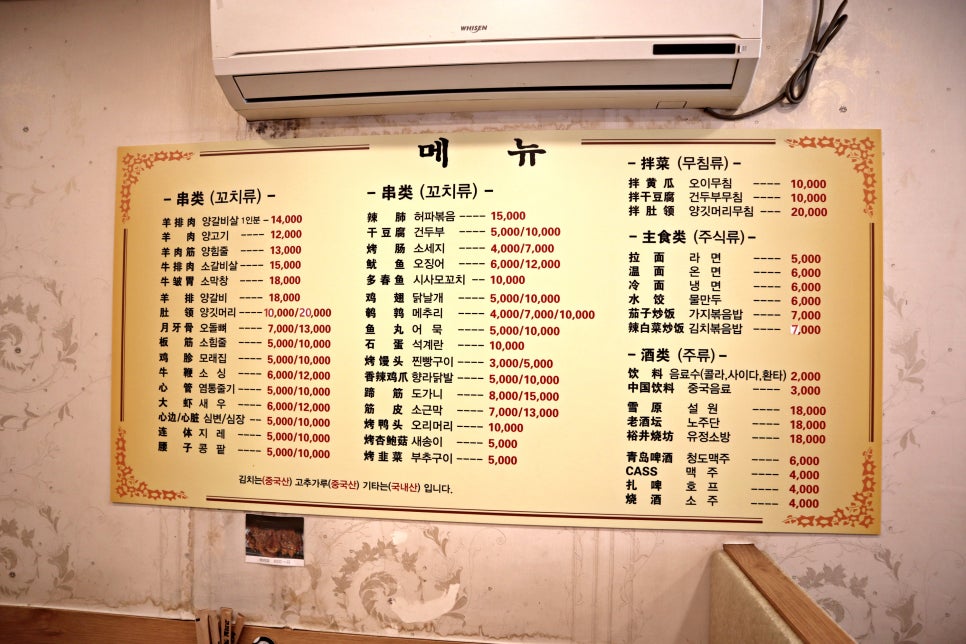 WHISEN
메 뉴
- 串类 (꼬치류) -
羊排肉 양갈비살 1인분 - 14,000
羊 肉 양고기 ---- 12,000
羊肉筋 양힘줄 ---- 13,000
牛排肉 소갈비살 ---- 15,000
牛皱胃 소막창 ---- 18,000
羊 排 양갈비 ---- 18,000
肚 领 양깃머리 ---- 10,000/20,000
月牙骨 오돌뼈 ---- 7,000/13,000
板 筋 소힘줄 ---- 5,000/10,000
鸡 胗 모래집 ---- 5,000/10,000
牛 鞭 소 싱 ---- 6,000/12,000
心 管 염통줄기 ---- 5,000/10,000
大 虾 새 우 ---- 6,000/12,000
心边/心脏 심변/심장 ---- 5,000/10,000
连 体 지 레 ---- 5,000/10,000
腰 子 콩 팥 ---- 5,000/10,000
- 串类 (꼬치류) -
辣 肺 허파볶음 ---- 15,000
干豆腐 건두부 ---- 5,000/10,000
烤 肠 소세지 ---- 4,000/7,000
鱿 鱼 오징어 ---- 6,000/12,000
多春鱼 시사모꼬치 ---- 10,000
鸡 翅 닭날개 ---- 5,000/10,000
鹌 鹑 메추리 ---- 4,000/7,000/10,000
鱼 丸 어 묵 ---- 5,000/10,000
石 蛋 석계란 ---- 10,000
烤馒头 찐빵구이 ---- 3,000/5,000
香辣鸡爪 향라닭발 ---- 5,000/10,000
蹄 筋 도가니 ---- 8,000/15,000
筋 皮 소근막 ---- 7,000/13,000
烤鸭头 오리머리 ---- 10,000
烤杏鲍菇 새송이 ---- 5,000
烤韭菜 부추구이 ---- 5,000
- 拌菜 (무침류) -
拌黄瓜 오이무침 ---- 10,000
拌干豆腐 건두부무침 ---- 10,000
拌肚领 양깃머리무침 ---- 20,000
- 主食类 (주식류) -
拉 面 라 면 ---- 5,000
温 面 온 면 ---- 6,000
冷 面 냉 면 ---- 6,000
水 饺 물만두 ---- 6,000
茄子炒饭 가지볶음밥 ---- 7,000
辣白菜炒饭 김치볶음밥 ---- 7,000
- 酒类 (주류) -
饮 料 음료수(콜라,사이다,환타) 2,000
中国饮料 중국음료 ---- 3,000
雪 原 설 원 ---- 18,000
老酒坛 노주단 ---- 18,000
裕井烧坊 유정소방 ---- 18,000
青岛啤酒 청도맥주 ---- 6,000
CASS 맥 주 ---- 4,000
扎 啤 호 프 ---- 4,000
烧 酒 소 주 ---- 4,000
김치는(중국산) 고추가루(중국산) 기타는(국내산) 입니다.